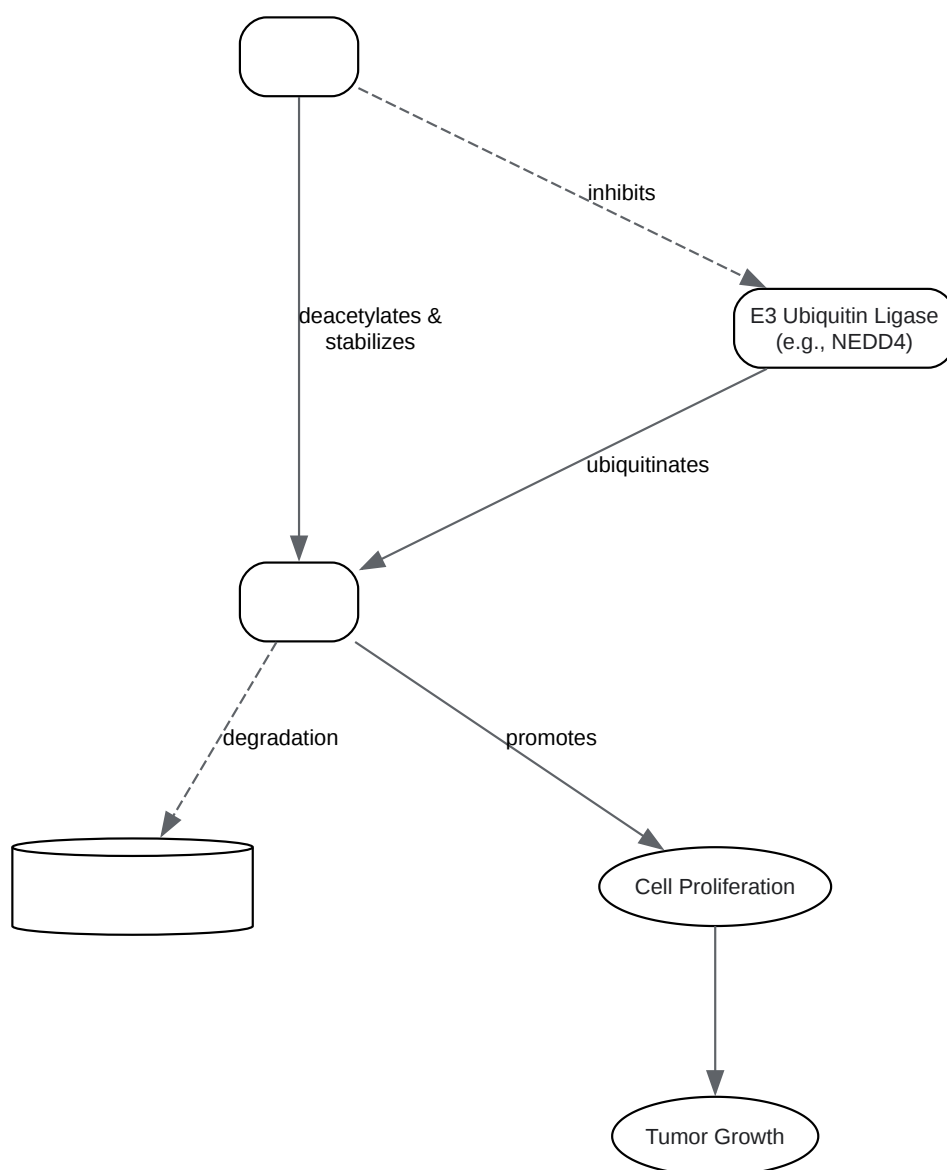 inhibits
E3 Ubiquitin Ligase
(e.g., NEDD4)
deacetylates &
stabilizes
ubiquitinates
degradation
promotes
Cell Proliferation
Tumor Growth